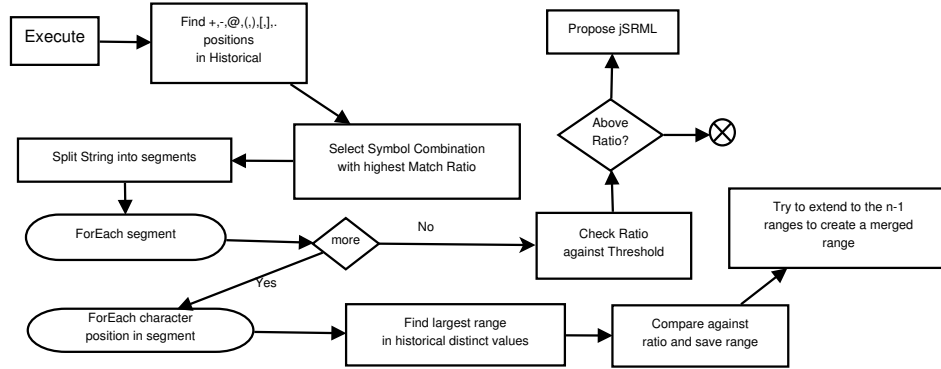 Execute
Find +,-,@,(,),[,],.
positions
in Historical
Select Symbol Combination
with highest Match Ratio
Split String into segments
ForEach segment
more
No
Yes
ForEach character
position in segment
Find largest range
in historical distinct values
Compare against
ratio and save range
Try to extend to the n-1
ranges to create a merged
range
Check Ratio
against Threshold
Above
Ratio?
Propose jSRML